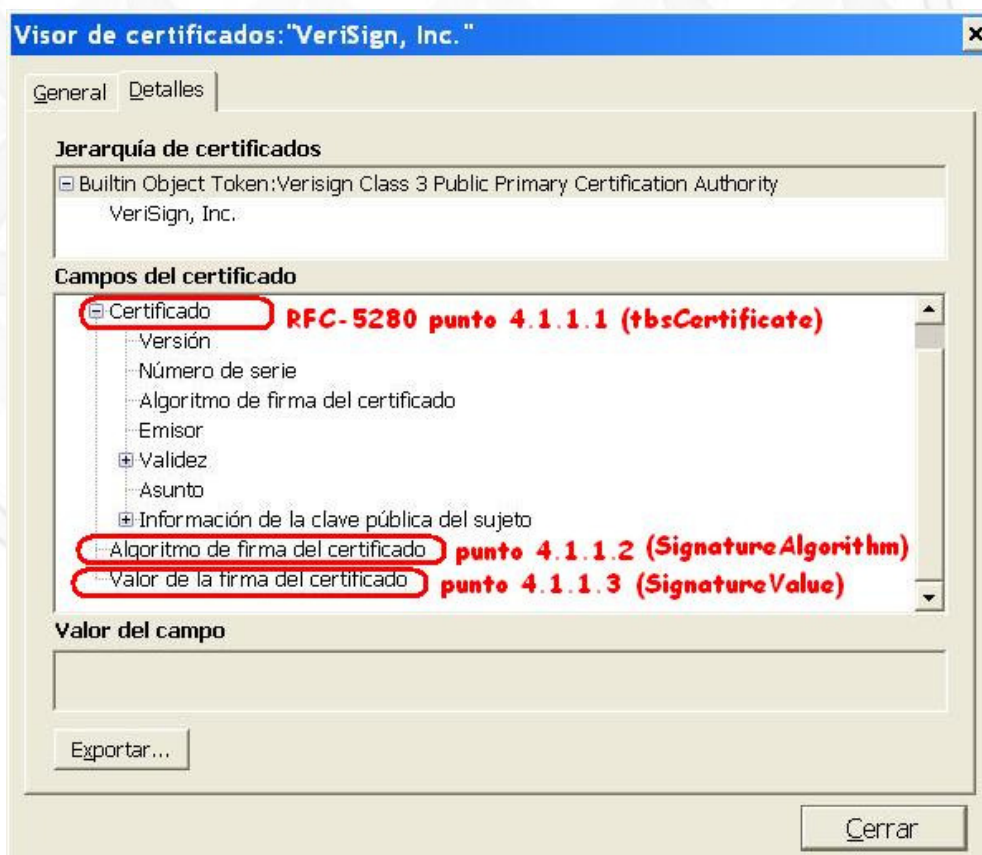 Visor de certificados:"VeriSign, Inc."
General Detalles
Jerarquía de certificados
Builtin Object Token:Verisign Class 3 Public Primary Certification Authority
VeriSign, Inc.
Campos del certificado
Certificado RFC-5280 punto 4.1.1.1 (tbsCertificate)
Versión
Número de serie
Algoritmo de firma del certificado
Emisor
Validez
Asunto
Información de la clave pública del sujeto
Algoritmo de firma del certificado punto 4.1.1.2 (SignatureAlgorithm)
Valor de la firma del certificado punto 4.1.1.3 (SignatureValue)
Valor del campo
Exportar...
Cerrar